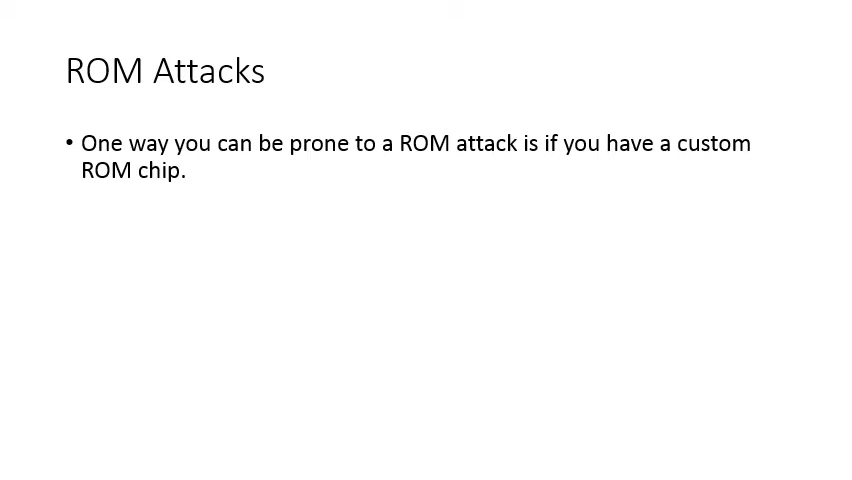 ROM Attacks
• One way you can be prone to a ROM attack is if you have a custom
ROM chip.